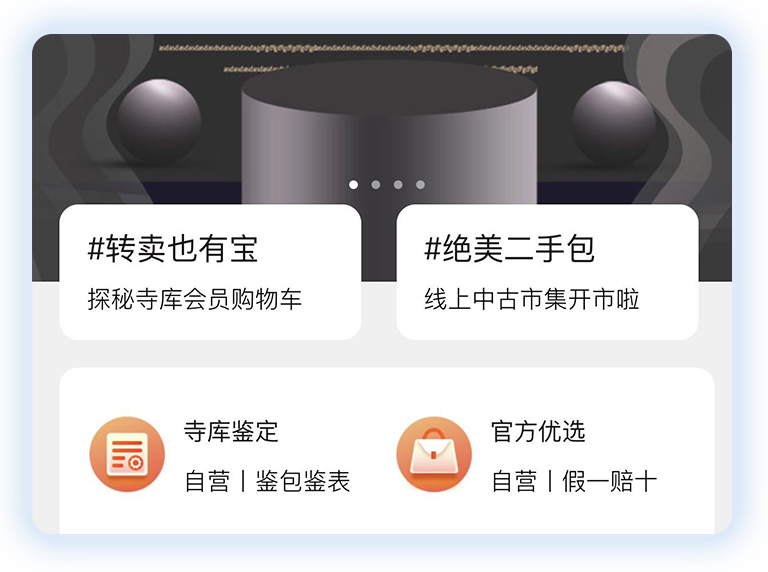 #转卖也有宝
探秘寺库会员购物车
#绝美二手包
线上中古市集开市啦
寺库鉴定
自营丨鉴包鉴表
官方优选
自营丨假一赔十